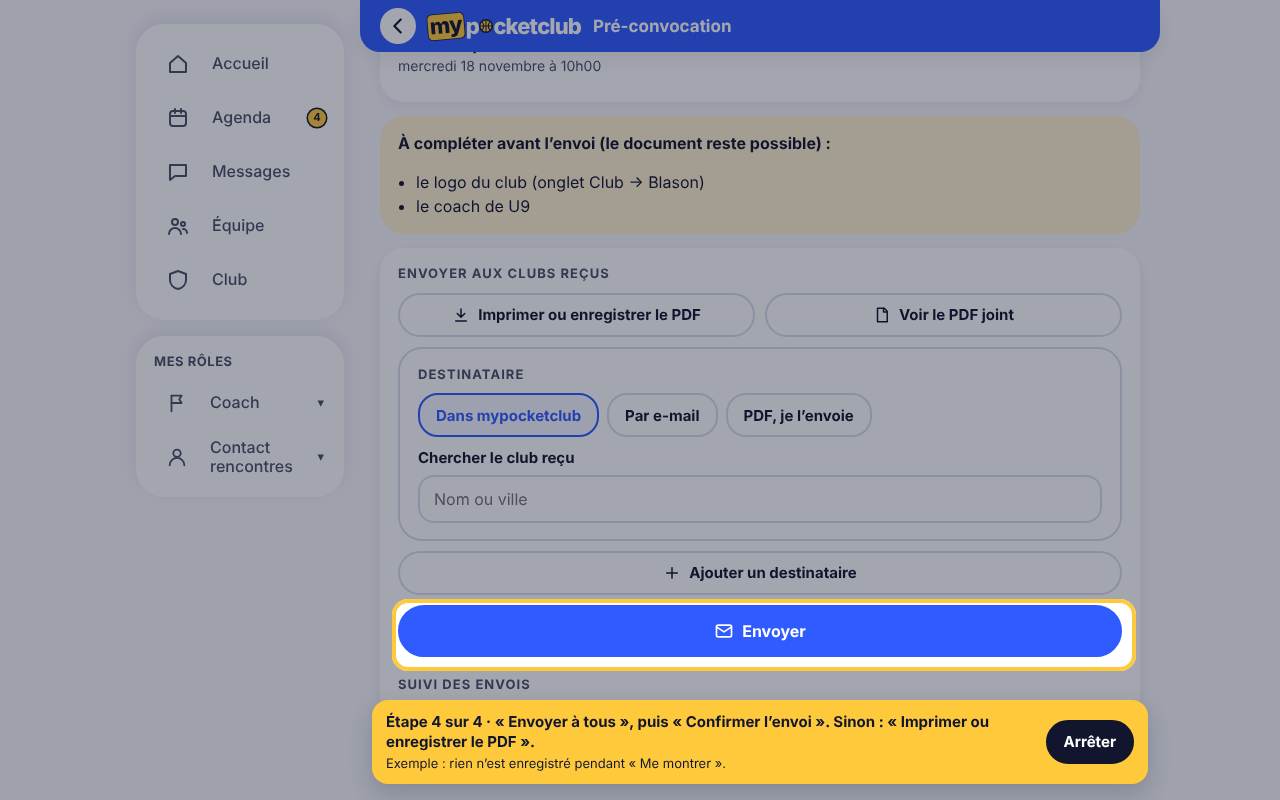 mypocketclub Pré-convocation
Accueil
Agenda 4
Messages
Équipe
Club
MES RÔLES
Coach
Contact
rencontres
mercredi 18 novembre à 10h00
À compléter avant l’envoi (le document reste possible) :
• le logo du club (onglet Club → Blason)
• le coach de U9
ENVOYER AUX CLUBS REÇUS
Imprimer ou enregistrer le PDF
Voir le PDF joint
DESTINATAIRE
Dans mypocketclub
Par e-mail
PDF, je l’envoie
Chercher le club reçu
Nom ou ville
Ajouter un destinataire
Envoyer
SUIVI DES ENVOIS
Étape 4 sur 4 · « Envoyer à tous », puis « Confirmer l’envoi ». Sinon : « Imprimer ou
enregistrer le PDF ».
Exemple : rien n’est enregistré pendant « Me montrer ».
Arrêter